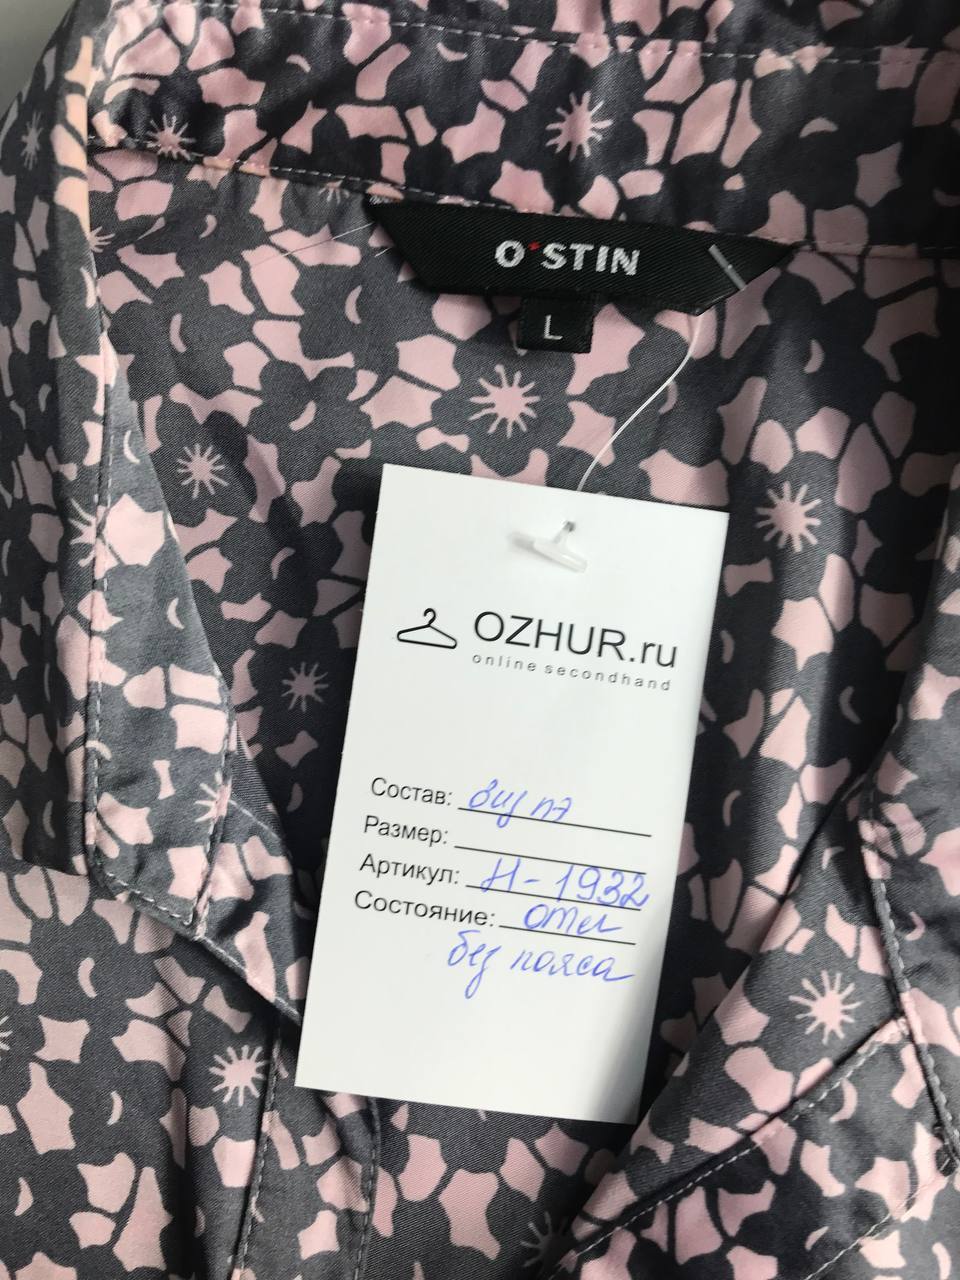 O'STIN
L
OZHUR.ru
online secondhand
Состав: виз пэ
Размер:
Артикул: Н-1932
Состояние: отл
без пояса